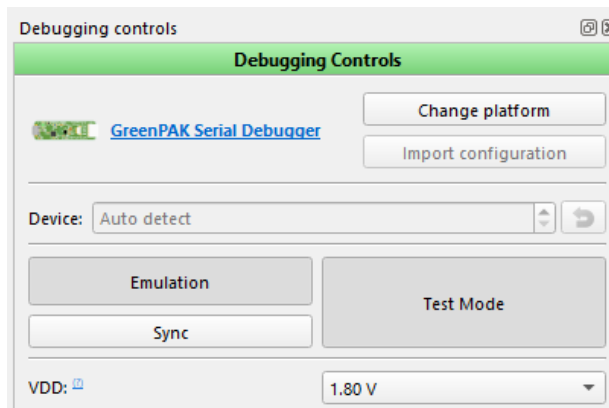 Debugging controls
Debugging Controls
GreenPAK Serial Debugger
Change platform
Import configuration
Device:
Auto detect
Emulation
Sync
Test Mode
VDD:
1.80 V